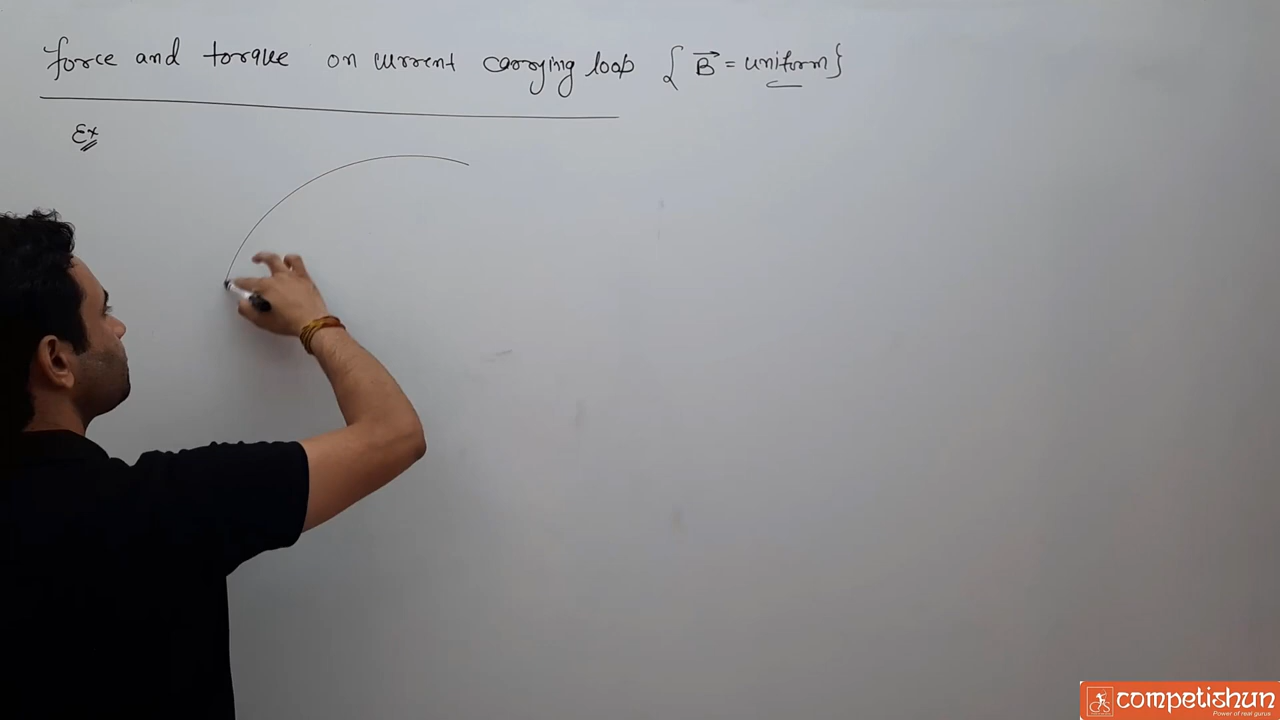 force and torque on current carrying loop { B = uniform}
Ex
competishun
Power of real gurus